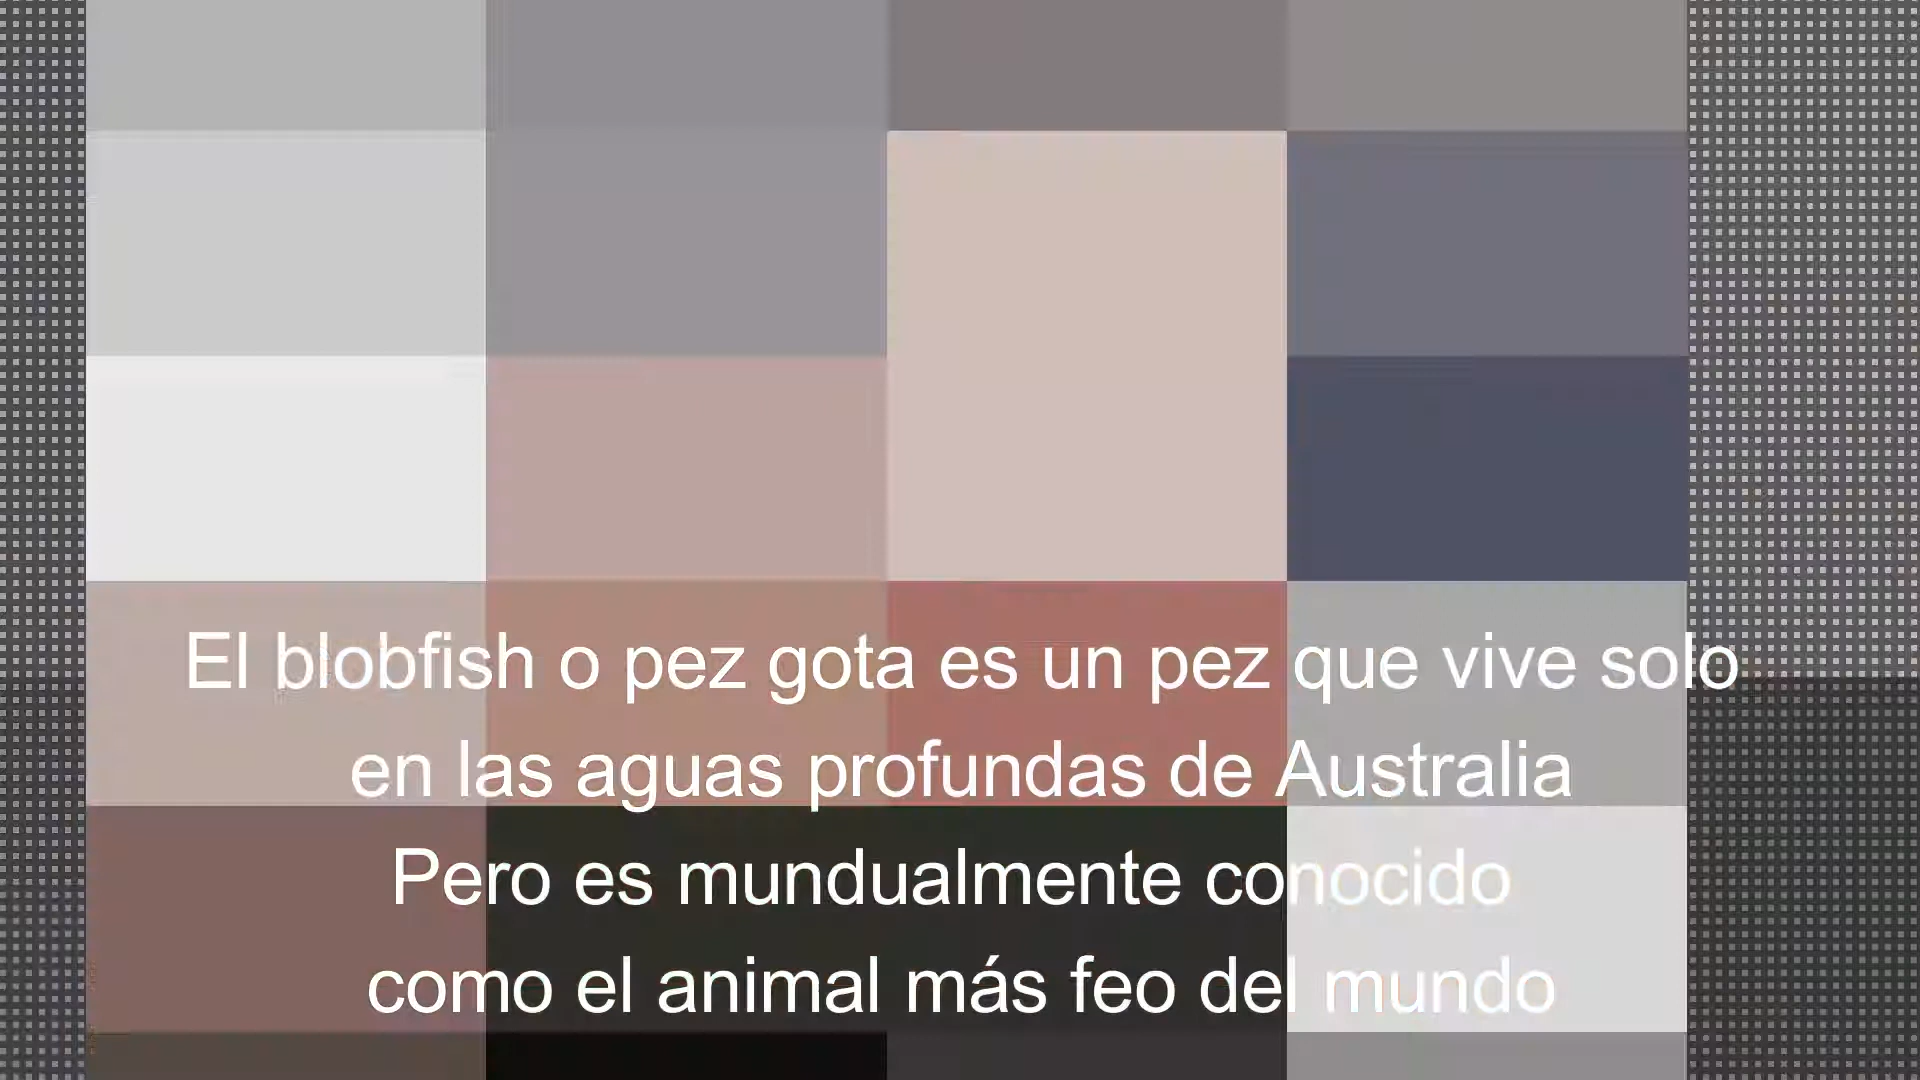 El blobfish o pez gota es un pez que vive solo
en las aguas profundas de Australia
Pero es mundualmente conocido
como el animal más feo del mundo